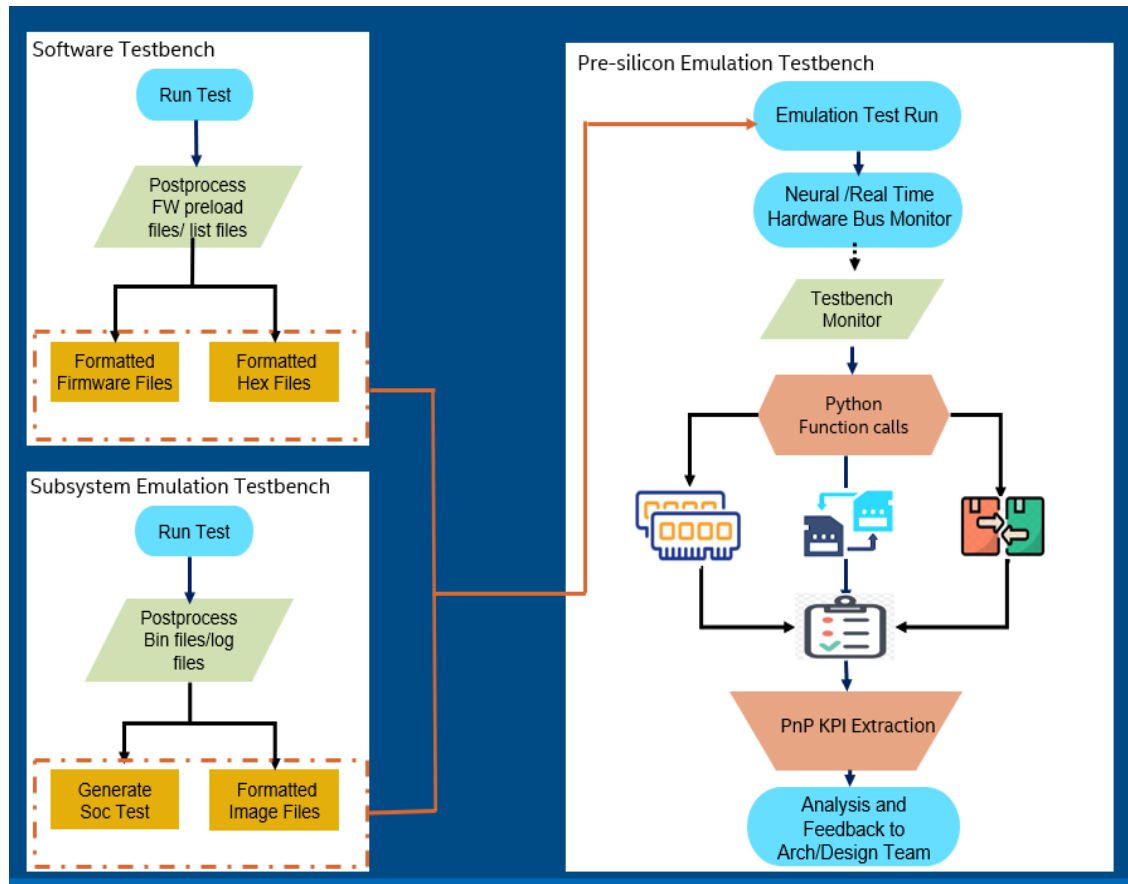 Software Testbench
Run Test
Postprocess
FW preload
files/ list files
Formatted
Firmware Files
Formatted
Hex Files
Subsystem Emulation Testbench
Run Test
Postprocess
Bin files/log
files
Generate
Soc Test
Formatted
Image Files
Pre-silicon Emulation Testbench
Emulation Test Run
Neural /Real Time
Hardware Bus Monitor
Testbench
Monitor
Python
Function calls
PnP KPI Extraction
Analysis and
Feedback to
Arch/Design Team